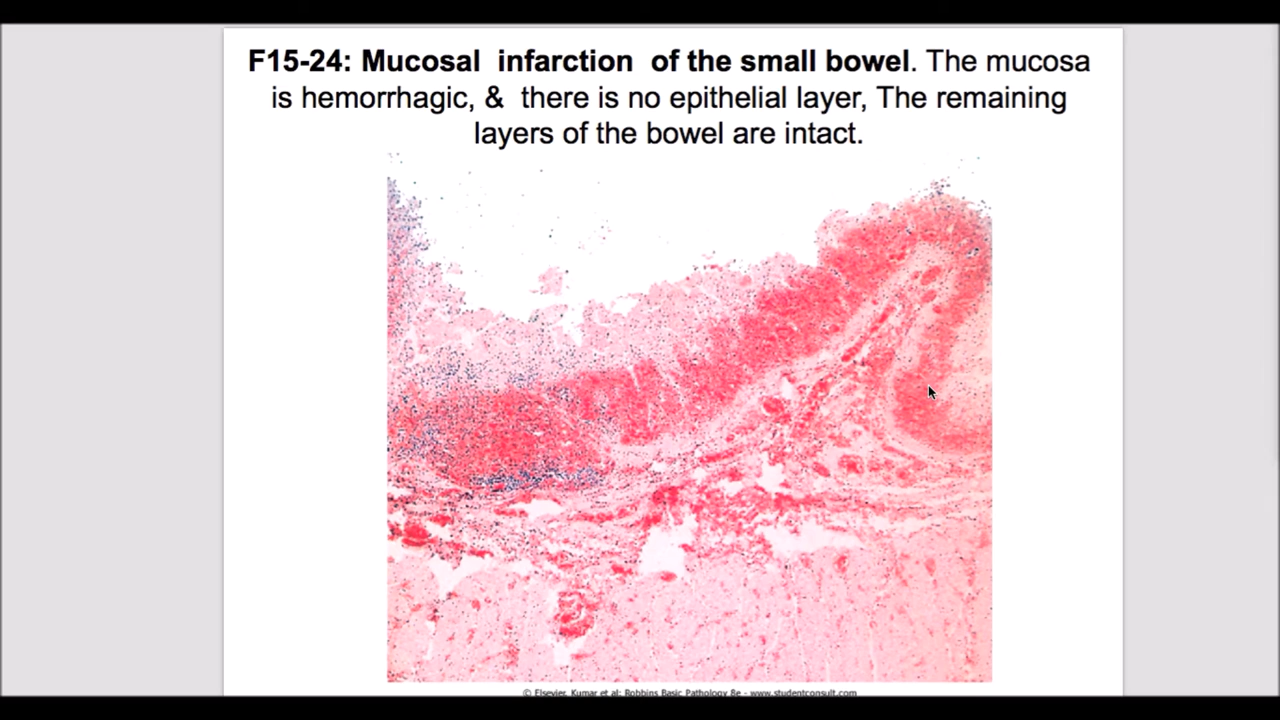 F15-24: Mucosal infarction of the small bowel. The mucosa
is hemorrhagic, & there is no epithelial layer, The remaining
layers of the bowel are intact.
© Elsevier, Kumar et al: Robbins Basic Pathology 8e - www.studentconsult.com